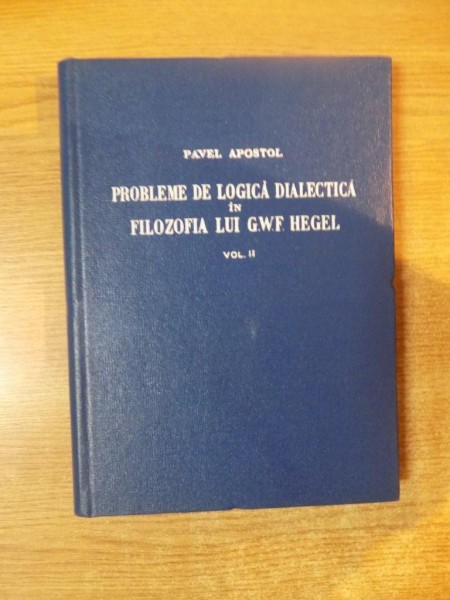 PAVEL APOSTOL
PROBLEME DE LOGICĂ DIALECTICĂ
ÎN
FILOZOFIA LUI G.W.F. HEGEL
VOL. II